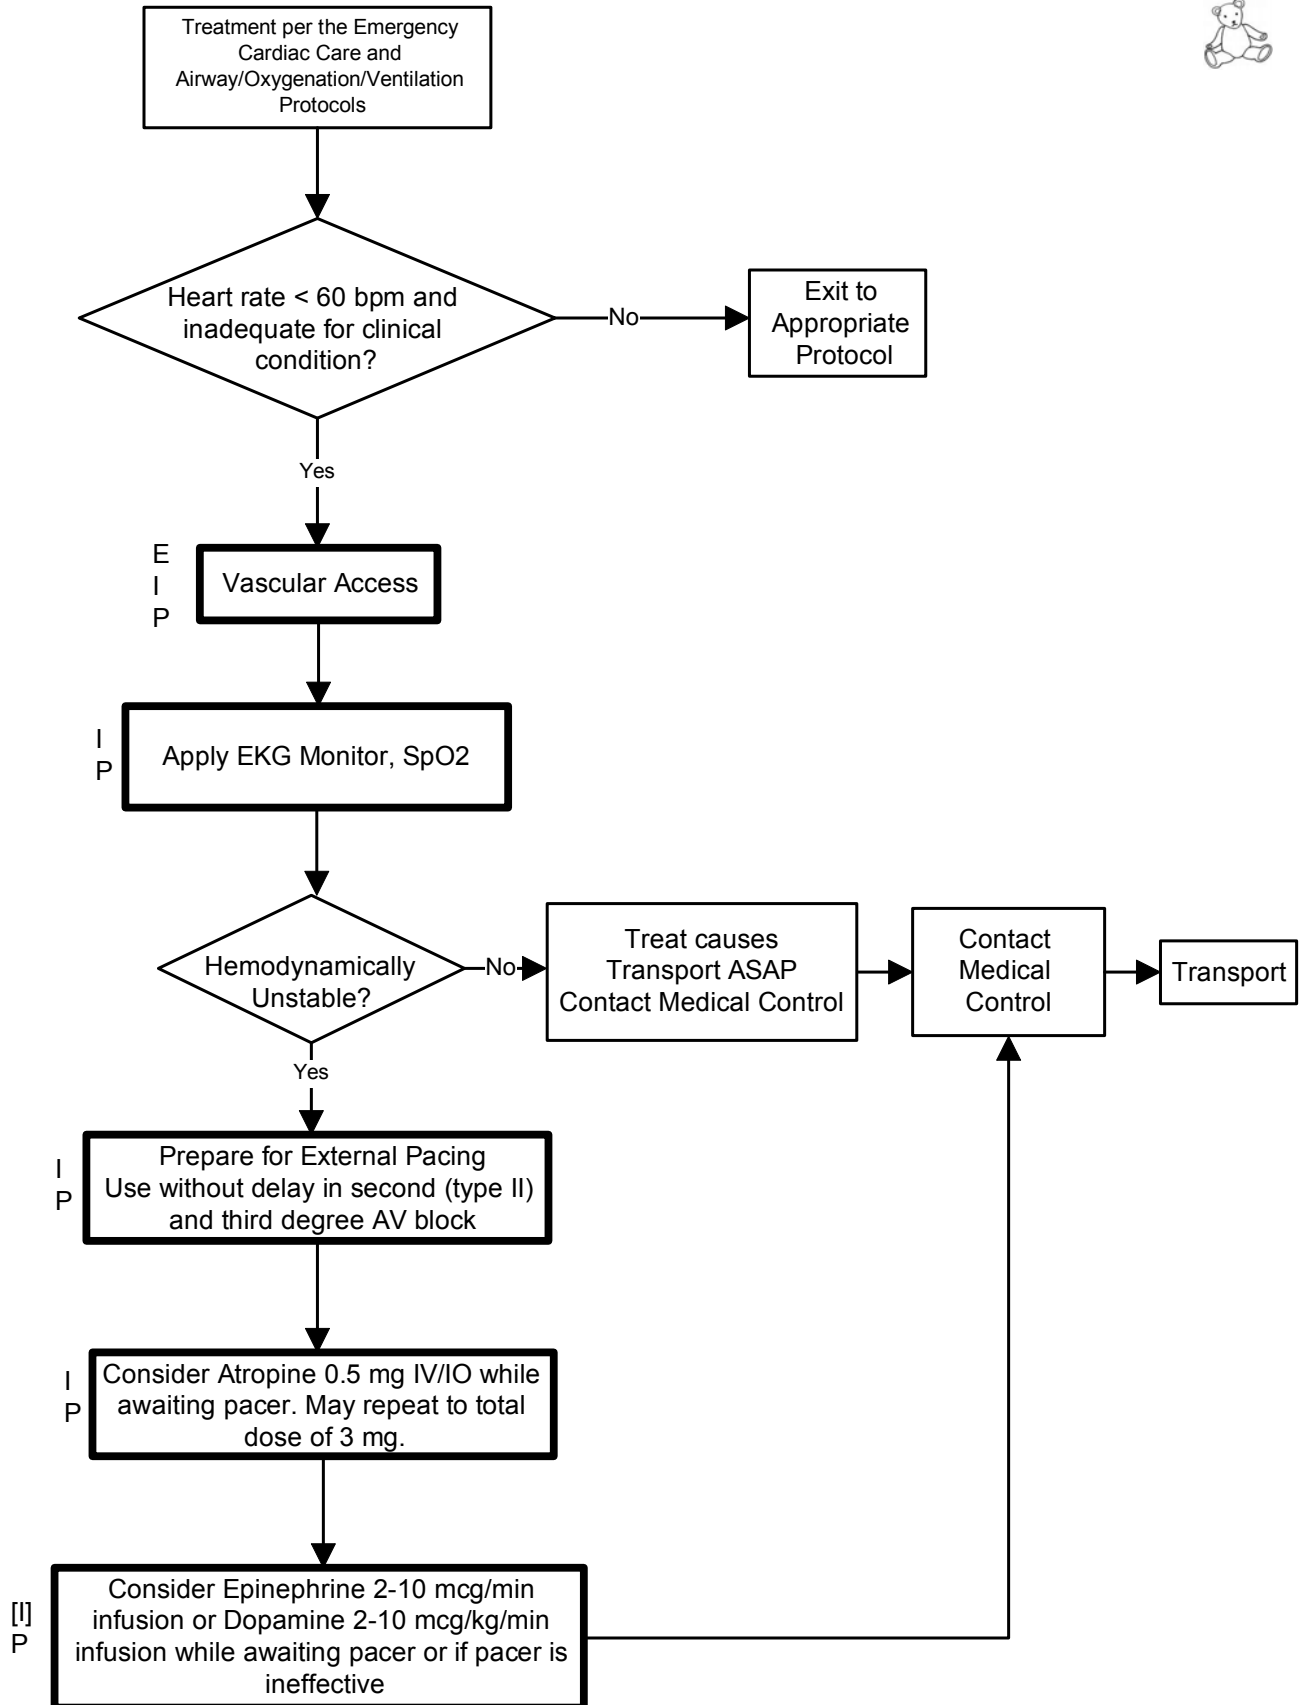 Treatment per the Emergency
Cardiac Care and
Airway/Oxygenation/Ventilation
Protocols
Heart rate < 60 bpm and
inadequate for clinical
condition?
No
Exit to
Appropriate
Protocol
Yes
E
I
P
Vascular Access
I
P
Apply EKG Monitor, SpO2
Hemodynamically
Unstable?
No
Treat causes
Transport ASAP
Contact Medical Control
Contact
Medical
Control
Transport
Yes
I
P
Prepare for External Pacing
Use without delay in second (type II)
and third degree AV block
I
P
Consider Atropine 0.5 mg IV/IO while
awaiting pacer. May repeat to total
dose of 3 mg.
[I]
P
Consider Epinephrine 2-10 mcg/min
infusion or Dopamine 2-10 mcg/kg/min
infusion while awaiting pacer or if pacer is
ineffective